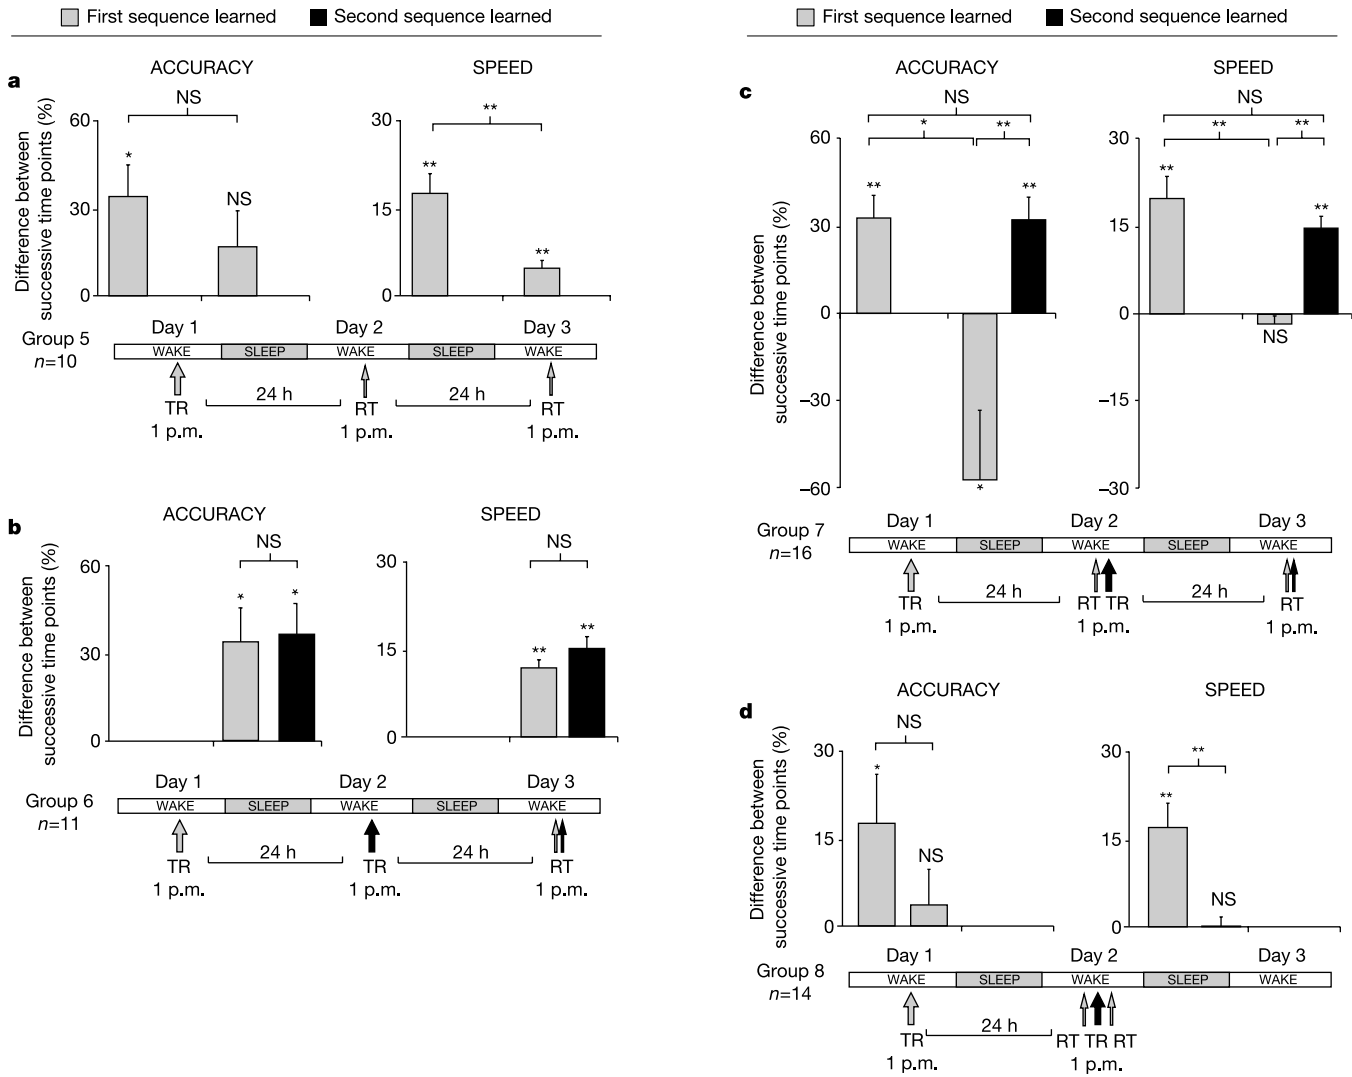 First sequence learned Second sequence learned
a
ACCURACY SPEED
Difference between
successive time points (%)
NS
60
*
NS
30
0
30
**
**
15
**
0
Day 1 Day 2 Day 3
Group 5
n=10
WAKE SLEEP WAKE SLEEP WAKE
24 h 24 h
TR RT RT
1 p.m. 1 p.m. 1 p.m.
b
ACCURACY SPEED
Difference between
successive time points (%)
NS
60
* *
30
0
NS
30
** **
15
0
Day 1 Day 2 Day 3
Group 6
n=11
WAKE SLEEP WAKE SLEEP WAKE
24 h 24 h
TR TR RT
1 p.m. 1 p.m. 1 p.m.
First sequence learned Second sequence learned
c
ACCURACY SPEED
Difference between
successive time points (%)
NS
* **
60
** **
30
0
–30
–60
*
NS
** **
30
** **
15
0
NS
–15
–30
Day 1 Day 2 Day 3
Group 7
n=16
WAKE SLEEP WAKE SLEEP WAKE
24 h 24 h
TR RT TR RT
1 p.m. 1 p.m. 1 p.m.
d
ACCURACY SPEED
Difference between
successive time points (%)
NS
30
*
15
NS
0
**
30
**
15
NS
0
Day 1 Day 2 Day 3
Group 8
n=14
WAKE SLEEP WAKE SLEEP WAKE
24 h
TR RT TR RT
1 p.m. 1 p.m.